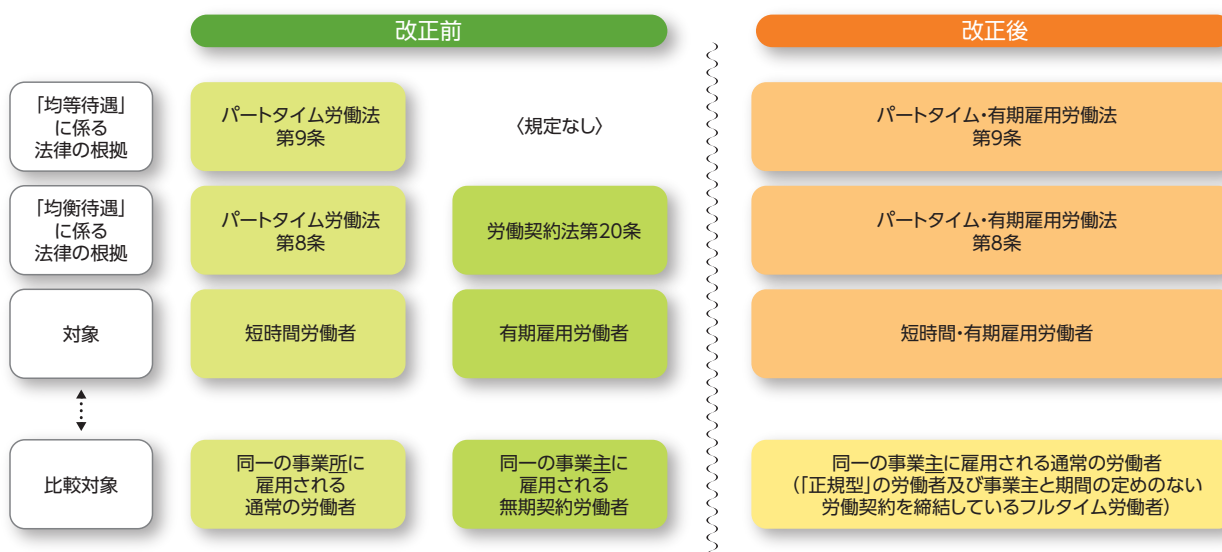 改正前
改正後
「均等待遇」
に係る
法律の根拠
パートタイム労働法
第9条
〈規定なし〉
パートタイム・有期雇用労働法
第9条
「均衡待遇」
に係る
法律の根拠
パートタイム労働法
第8条
労働契約法第20条
パートタイム・有期雇用労働法
第8条
対象
短時間労働者
有期雇用労働者
短時間・有期雇用労働者
比較対象
同一の事業所に
雇用される
通常の労働者
同一の事業主に
雇用される
無期契約労働者
同一の事業主に雇用される通常の労働者
(「正規型」の労働者及び事業主と期間の定めのない
労働契約を締結しているフルタイム労働者)